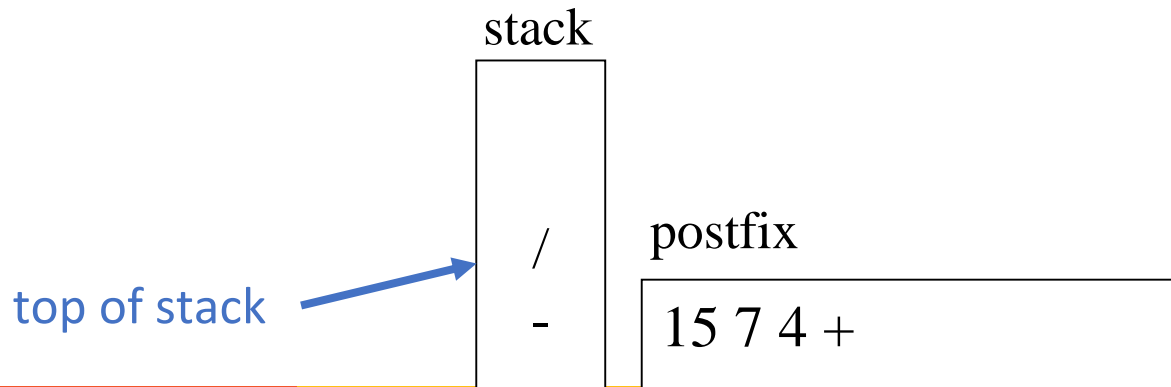 stack
/
postfix
top of stack
-
15 7 4 +